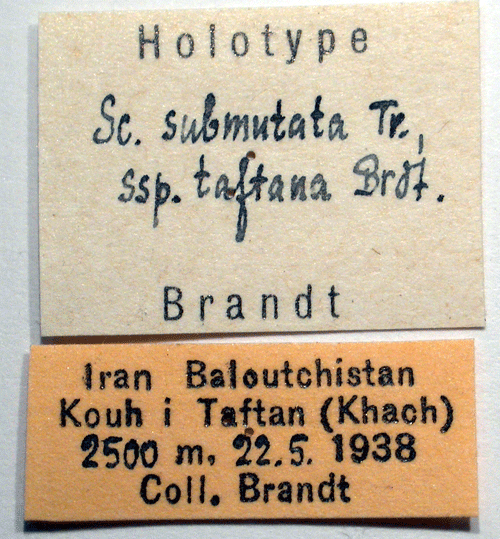 Holotype
Sc. submutata Tr.,
ssp. taftana Brdt.
Brandt
Iran Baloutchistan
Kouh i Taftan (Khach)
2500 m, 22.5. 1938
Coll. Brandt